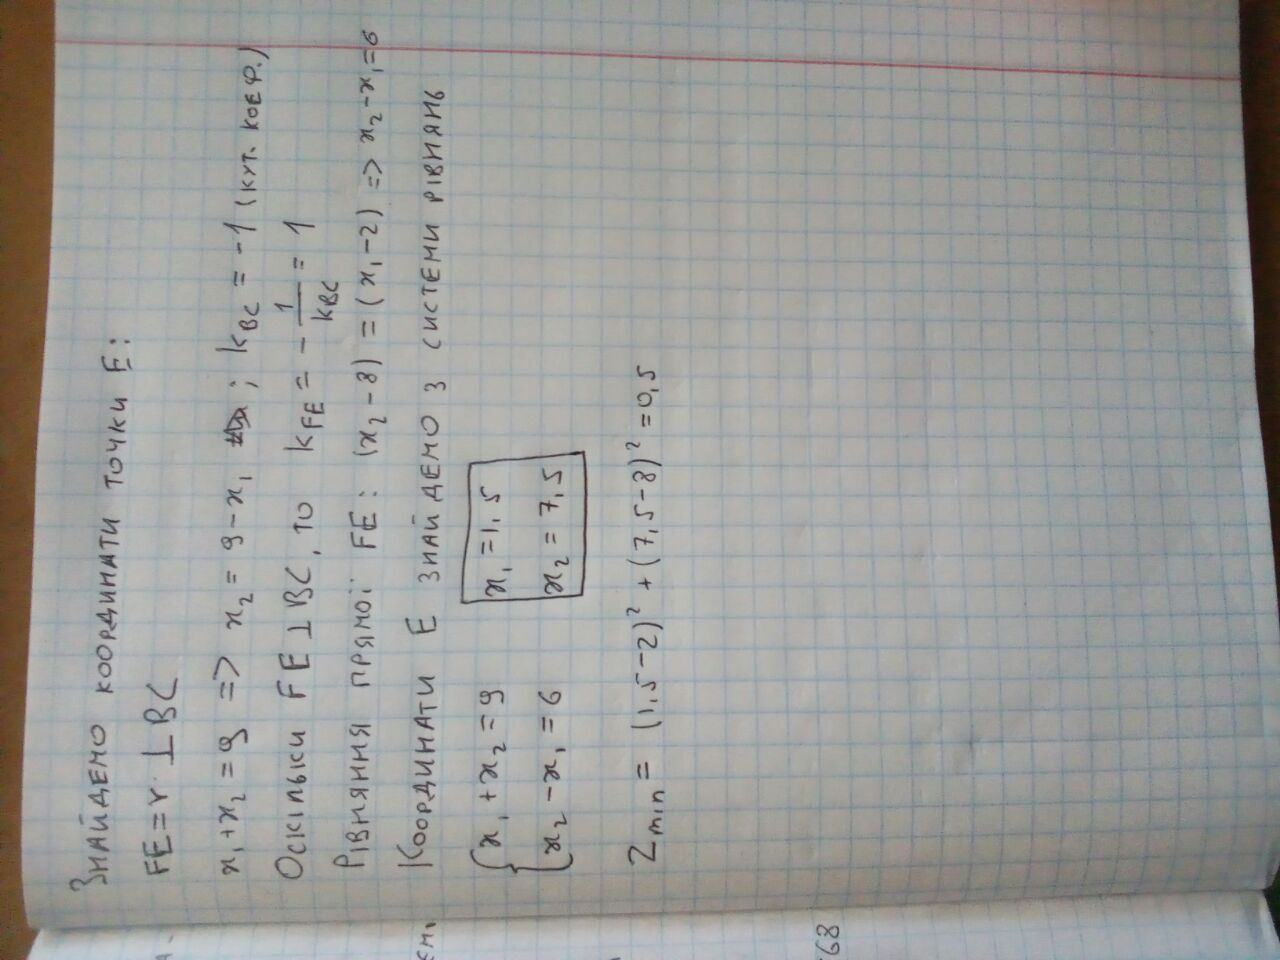 Знайдемо координати точки E:
FE=r ⊥ BC
x₁+x₂=9 => x₂=9-x₁ ; k_BC = -1 (кут. коеф.)
Оскільки FE⊥BC, то k_FE = -1/k_BC = 1
Рівняння прямої FE: (x₂-8)=(x₁-2) => x₂-x₁=6
Координати E знайдемо з системи рівнянь
{x₁+x₂=9 x₁=1,5
{x₂-x₁=6 x₂=7,5
Z_min = (1,5-2)²+(7,5-8)²=0,5
68